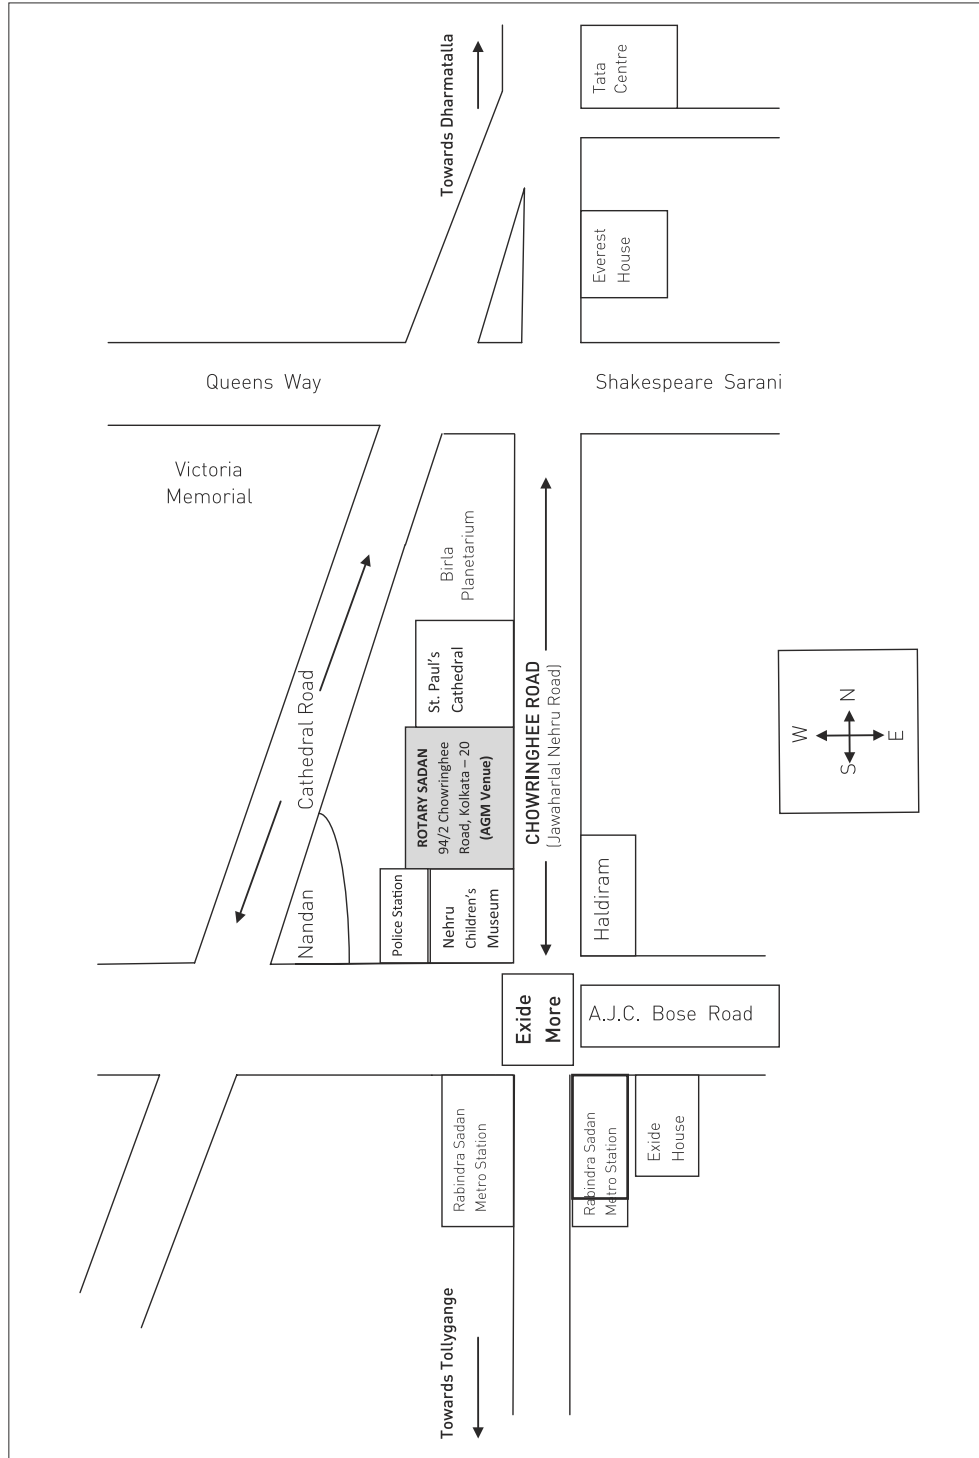 Towards Dharmatalla
Tata
Centre
Everest
House
Queens Way
Shakespeare Sarani
Victoria
Memorial
Birla
Planetarium
Cathedral Road
St. Paul's
Cathedral
ROTARY SADAN
94/2 Chowringhee
Road, Kolkata – 20
(AGM Venue)
CHOWRINGHEE ROAD
(Jawaharlal Nehru Road)
W
N
S
E
Nandan
Police Station
Nehru
Children's
Museum
Haldiram
Exide
More
A.J.C. Bose Road
Rabindra Sadan
Metro Station
Rabindra Sadan
Metro Station
Exide
House
Towards Tollygange